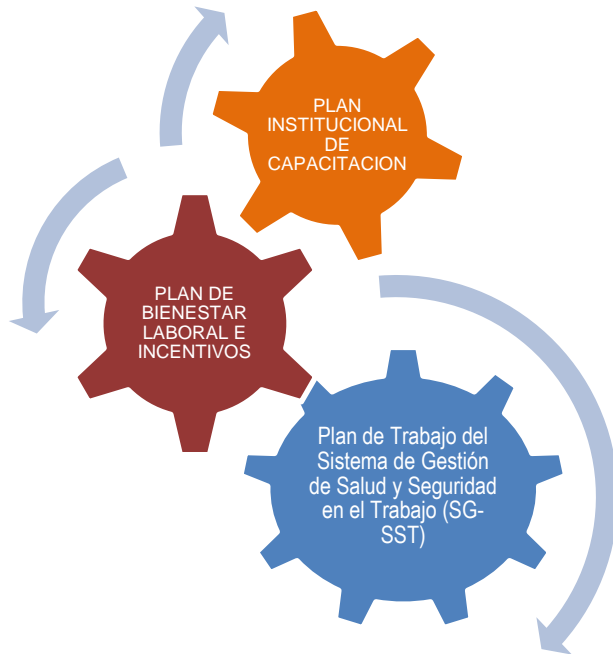 PLAN
INSTITUCIONAL
DE
CAPACITACION
PLAN DE
BIENESTAR
LABORAL E
INCENTIVOS
Plan de Trabajo del
Sistema de Gestión
de Salud y Seguridad
en el Trabajo (SG-
SST)